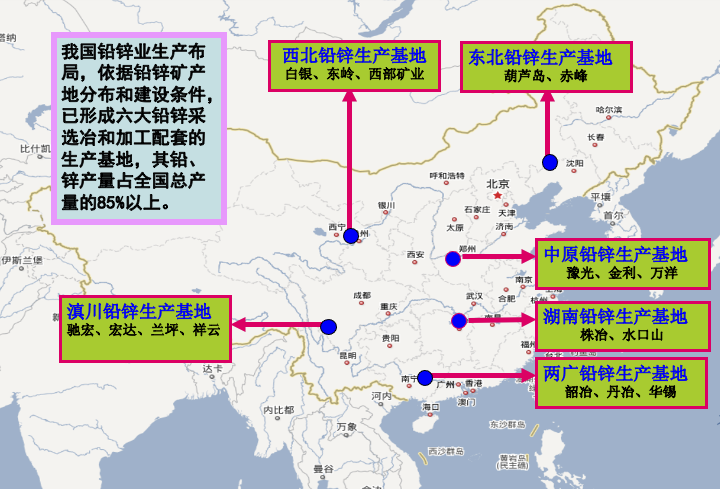 我国铅锌业生产布
局，依据铅锌矿产
地分布和建设条件，
已形成六大铅锌采
选冶和加工配套的
生产基地，其铅、
锌产量占全国总产
量的85%以上。
西北铅锌生产基地
白银、东岭、西部矿业
东北铅锌生产基地
葫芦岛、赤峰
中原铅锌生产基地
豫光、金利、万洋
湖南铅锌生产基地
株冶、水口山
两广铅锌生产基地
韶冶、丹冶、华锡
滇川铅锌生产基地
驰宏、宏达、兰坪、祥云
哈尔滨
长春
沈阳
呼和浩特
北京
天津
平壤
首尔
银川
石家庄
太原
济南
西宁
州
郑州
西安
南京
合肥
武汉
成都
重庆
贵阳
昆明
福州
南宁
广州
香港
澳门
海口
河内
万象
曼谷
内比都
达卡
比什凯
伊斯兰堡
东沙群岛
西沙群岛
黄岩岛
(民主礁)